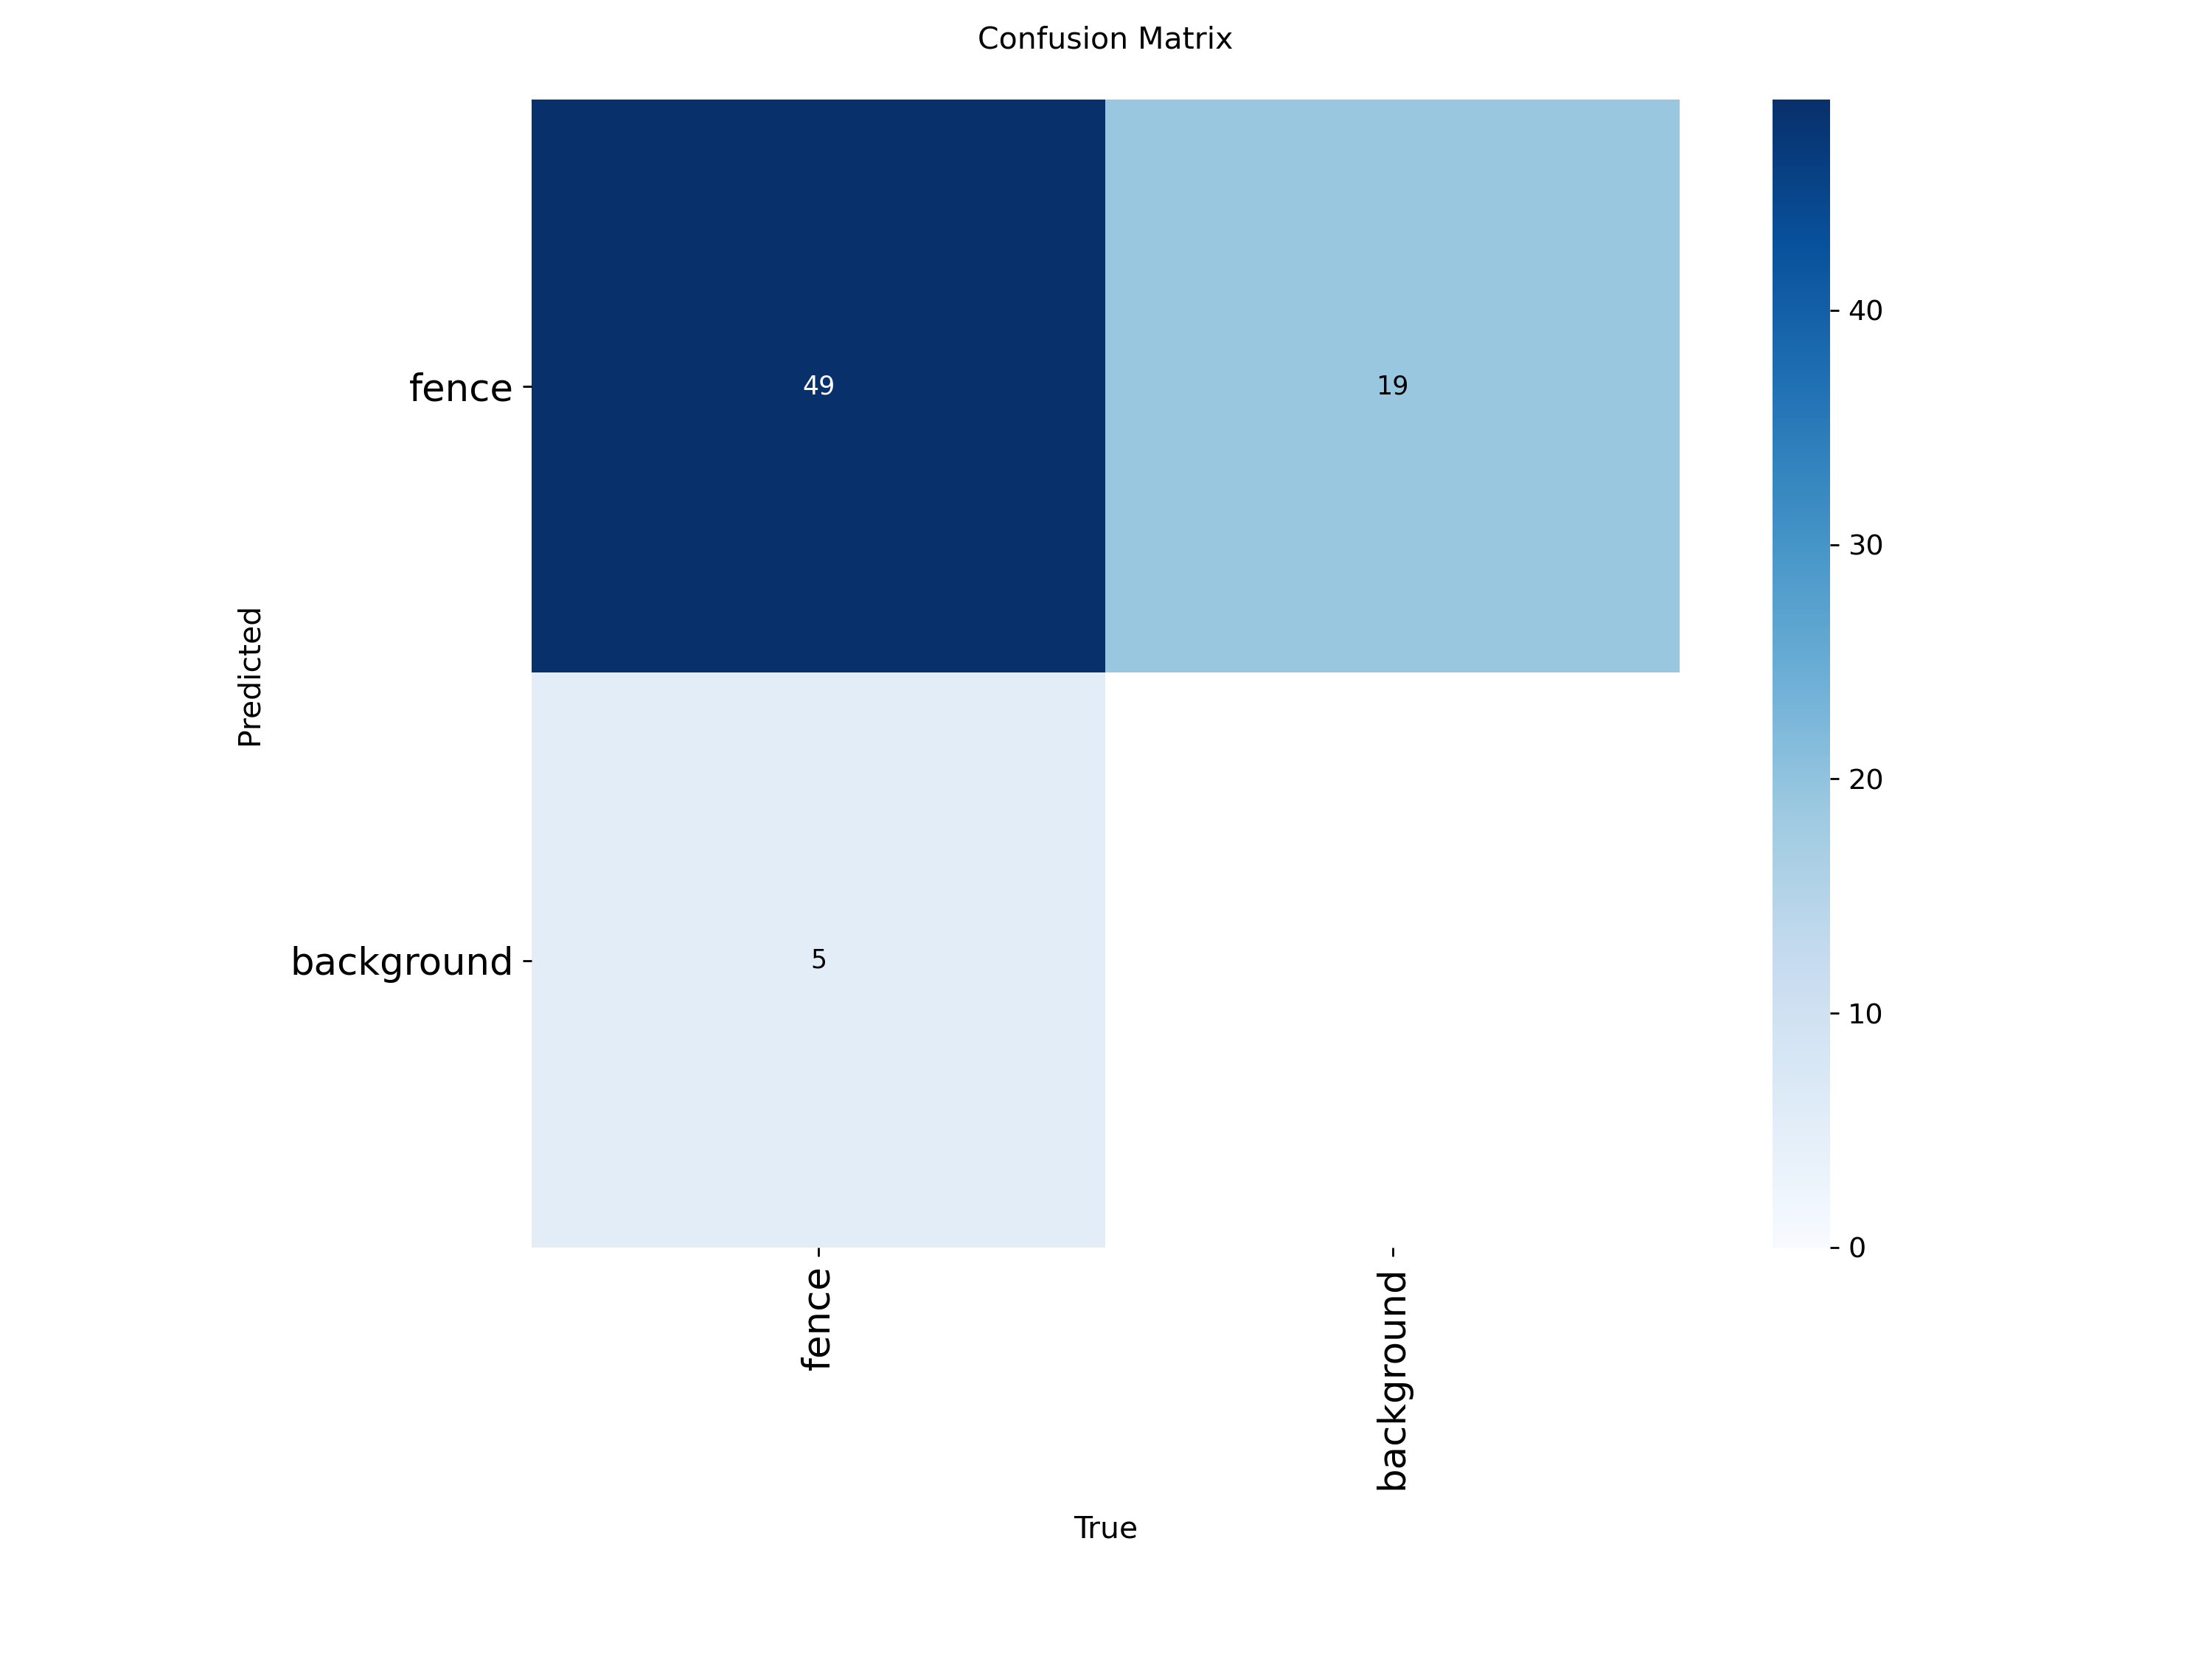 Confusion Matrix
fence
49
19
40
30
Predicted
20
background
5
10
0
fence
background
True